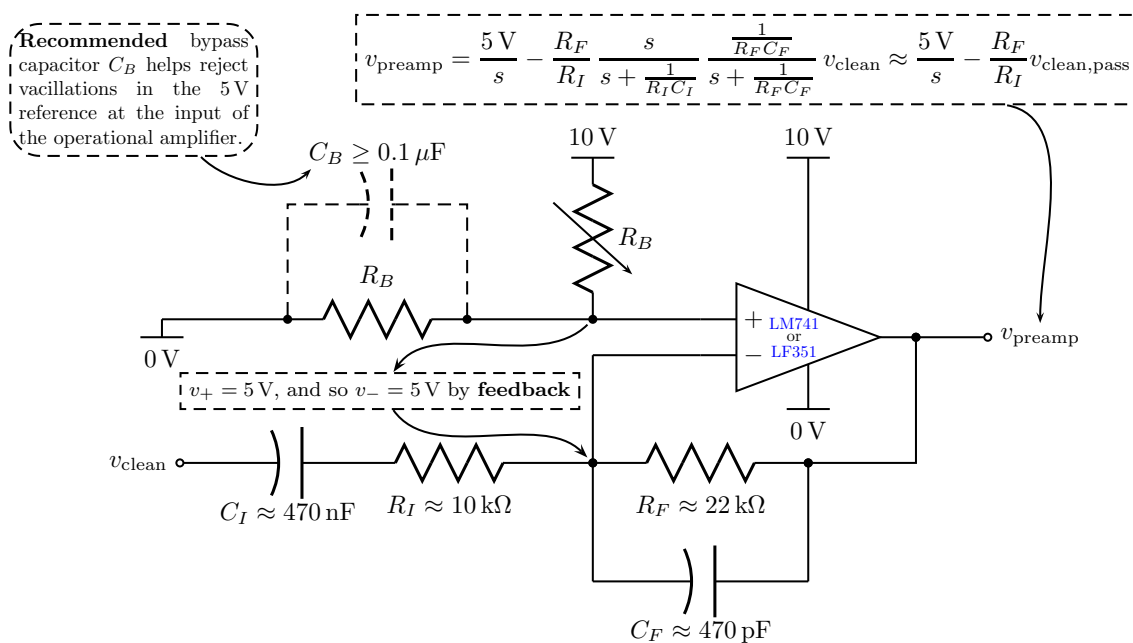 Recommended bypass
capacitor C_B helps reject
vacillations in the 5 V
reference at the input of
the operational amplifier.
v_preamp = 5 V/s − R_F/R_I s/(s + 1/(R_I C_I)) (1/(R_F C_F))/(s + 1/(R_F C_F)) v_clean ≈ 5 V/s − R_F/R_I v_clean,pass
C_B ≥ 0.1 μF
10 V
10 V
R_B
R_B
0 V
+
−
LM741
or
LF351
v_preamp
v_+ = 5 V, and so v_− = 5 V by feedback
0 V
v_clean
C_I ≈ 470 nF
R_I ≈ 10 kΩ
R_F ≈ 22 kΩ
C_F ≈ 470 pF